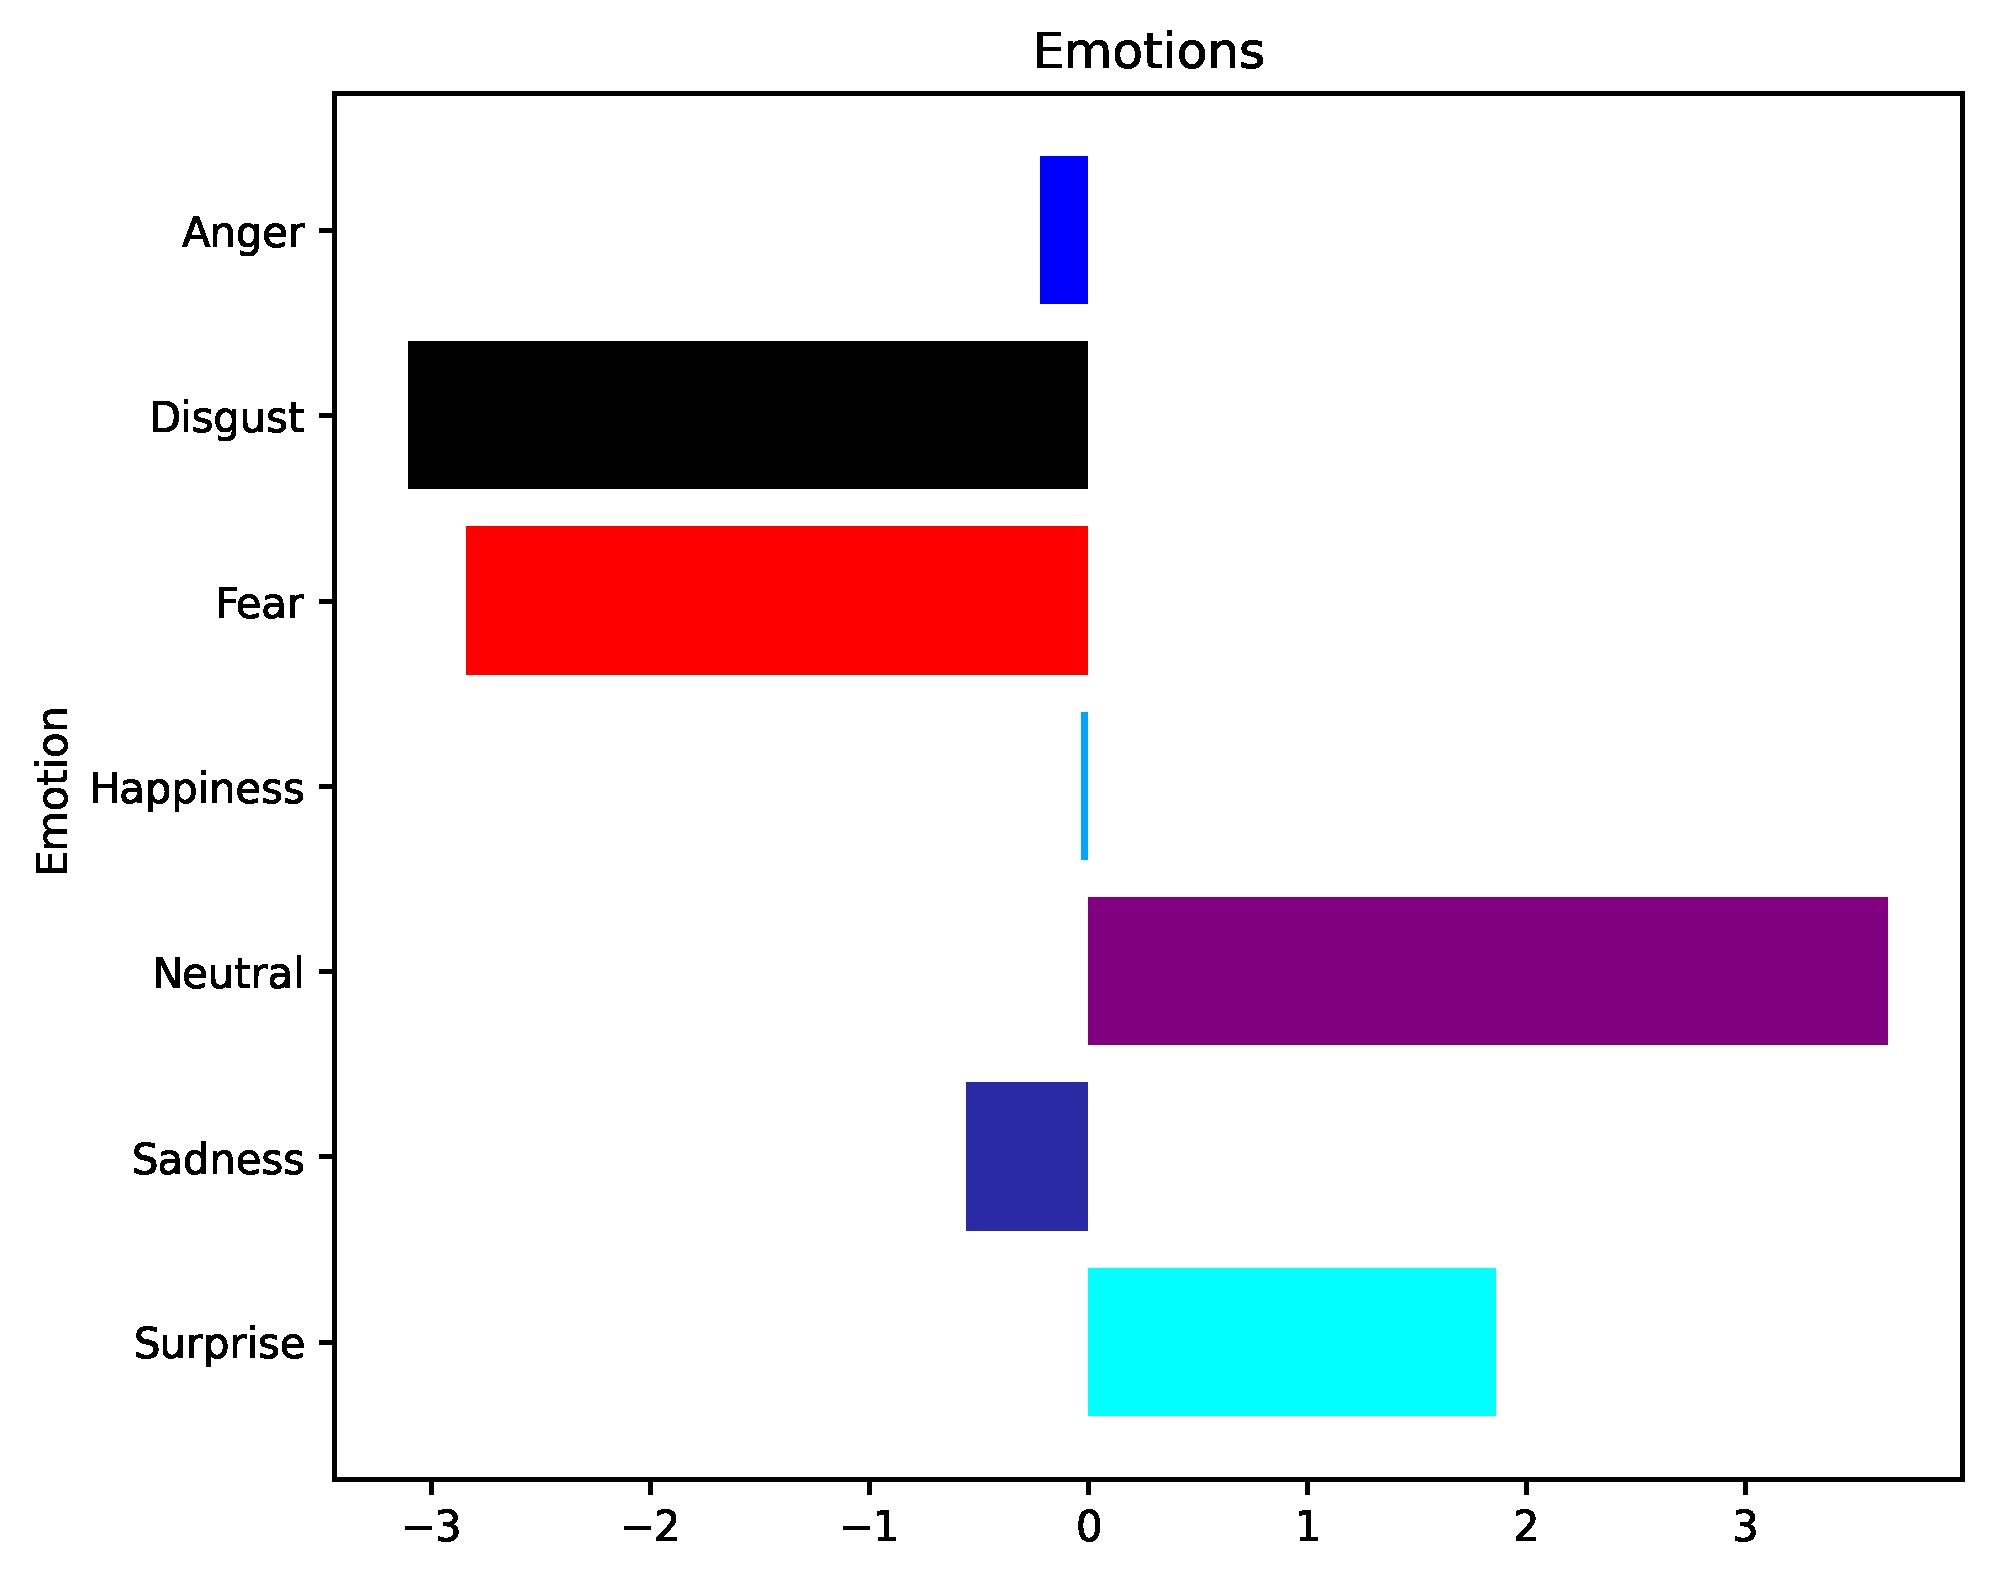 Emotions
Emotion
Anger
Disgust
Fear
Happiness
Neutral
Sadness
Surprise
−3 −2 −1 0 1 2 3